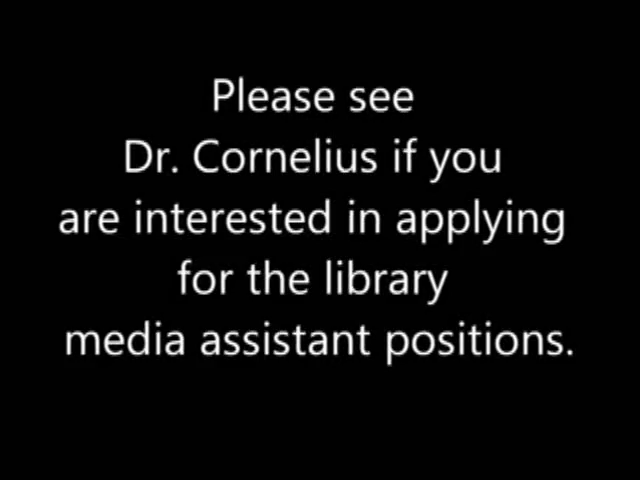 Please see
Dr. Cornelius if you
are interested in applying
for the library
media assistant positions.